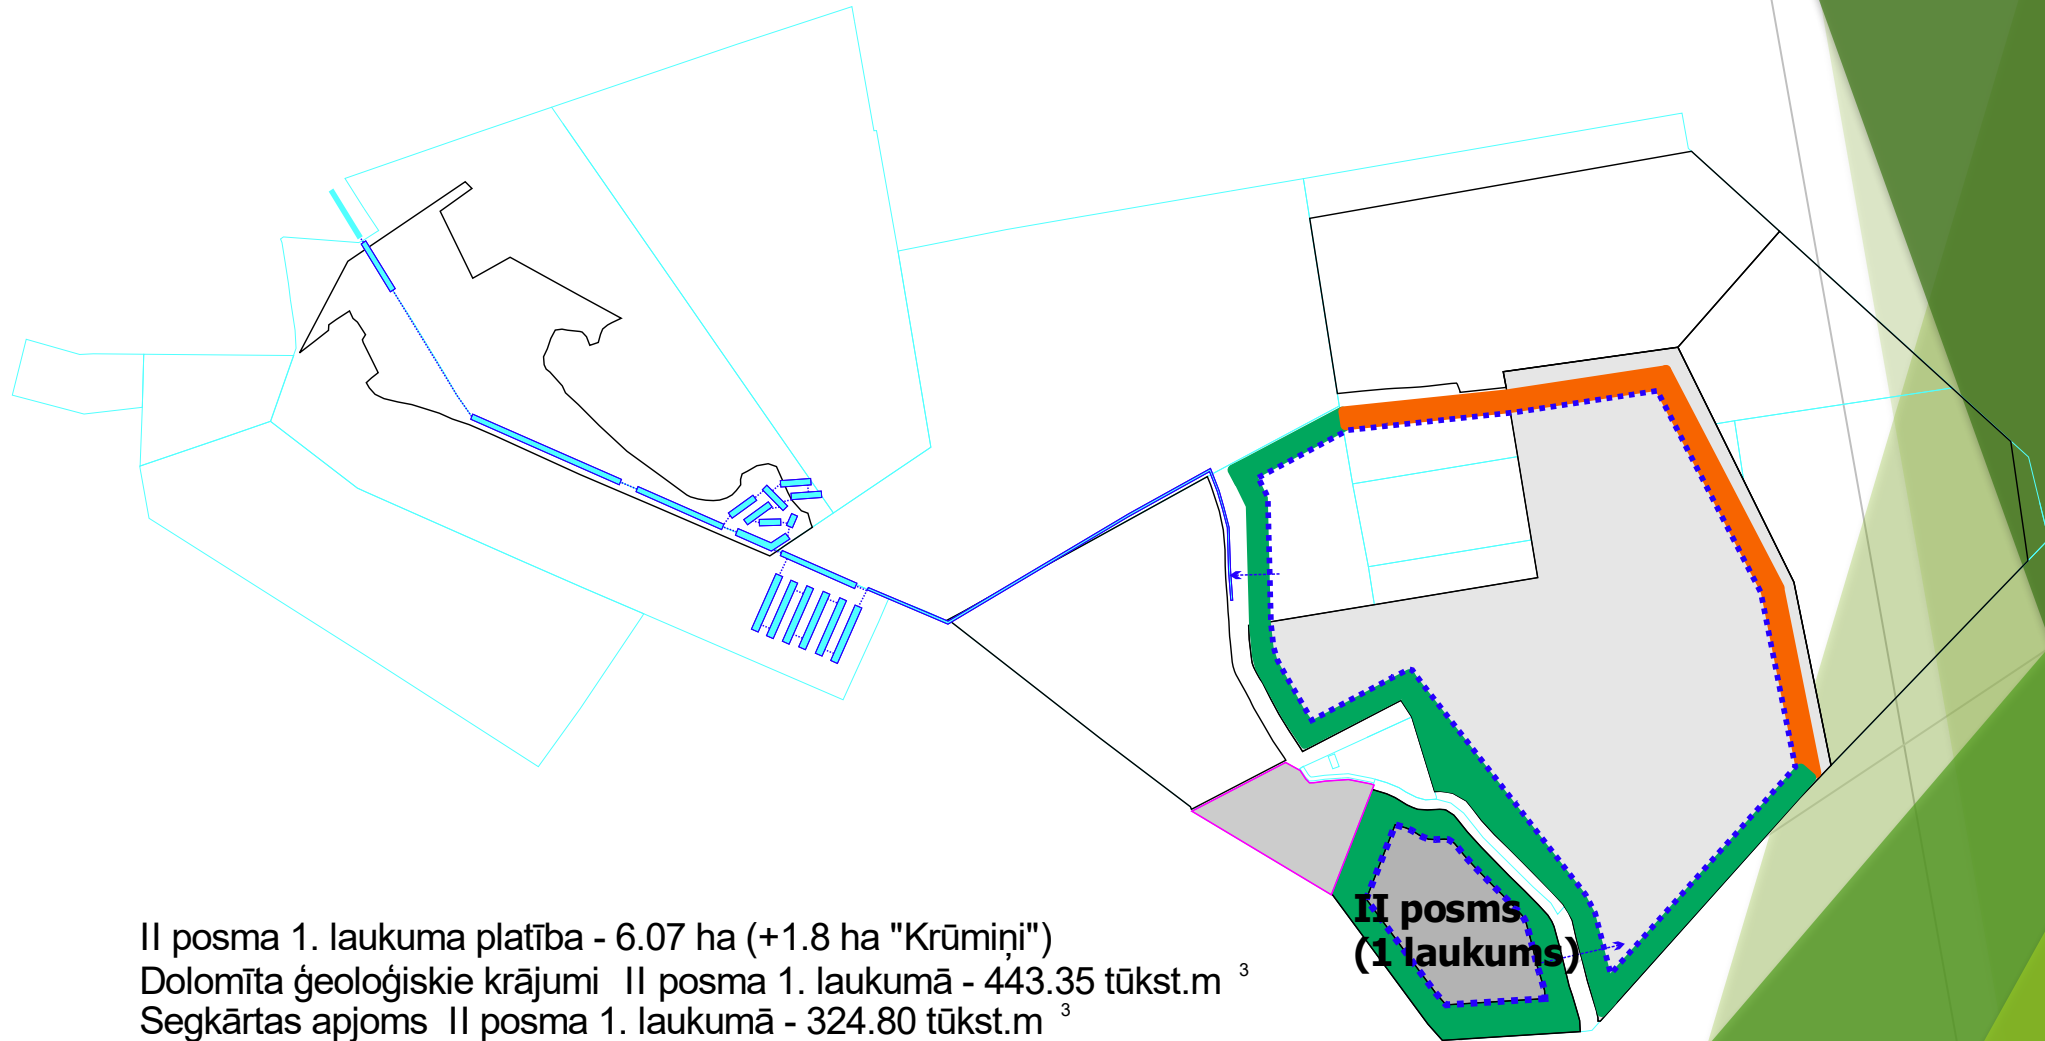 II posms
(1 laukums)
II posma 1. laukuma platība - 6.07 ha (+1.8 ha "Krūmiņi")
Dolomīta ģeoloģiskie krājumi II posma 1. laukumā - 443.35 tūkst.m ³
Segkārtas apjoms II posma 1. laukumā - 324.80 tūkst.m ³